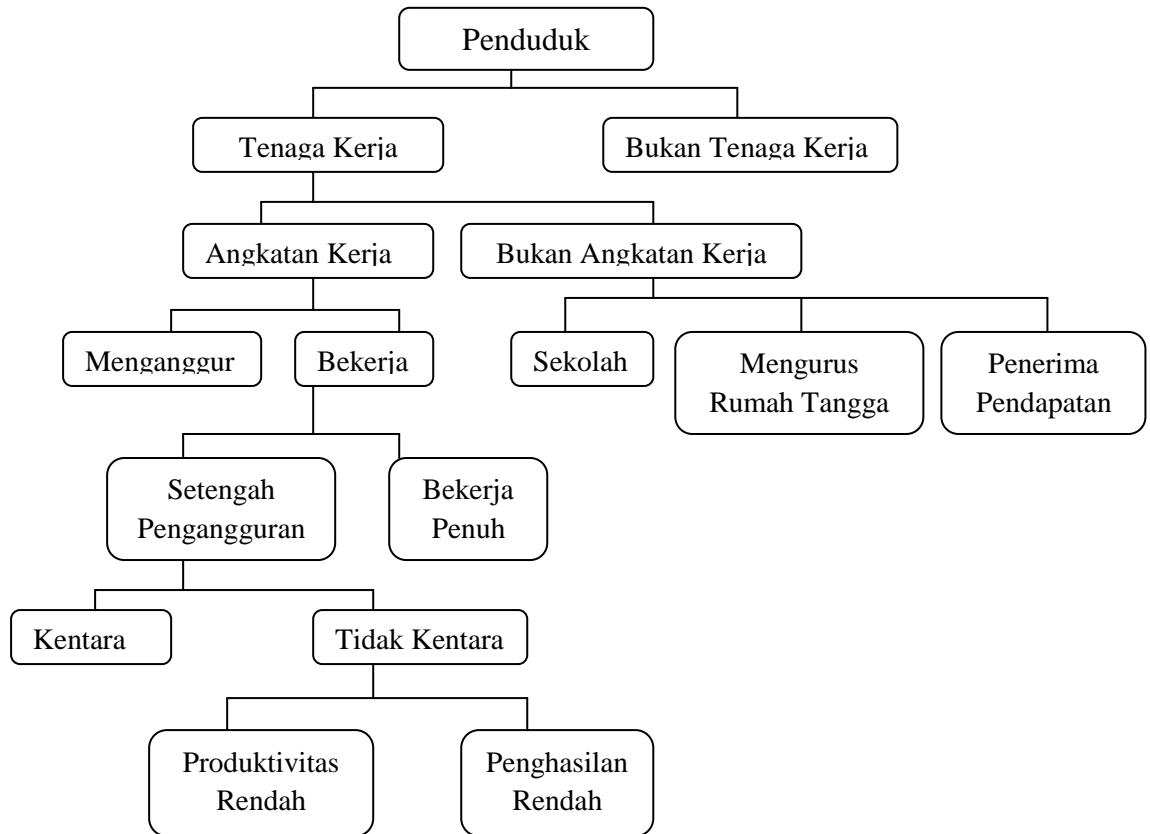 Penduduk
Tenaga Kerja
Bukan Tenaga Kerja
Angkatan Kerja
Bukan Angkatan Kerja
Menganggur
Bekerja
Sekolah
Mengurus
Rumah Tangga
Penerima
Pendapatan
Setengah
Pengangguran
Bekerja
Penuh
Kentara
Tidak Kentara
Produktivitas
Rendah
Penghasilan
Rendah